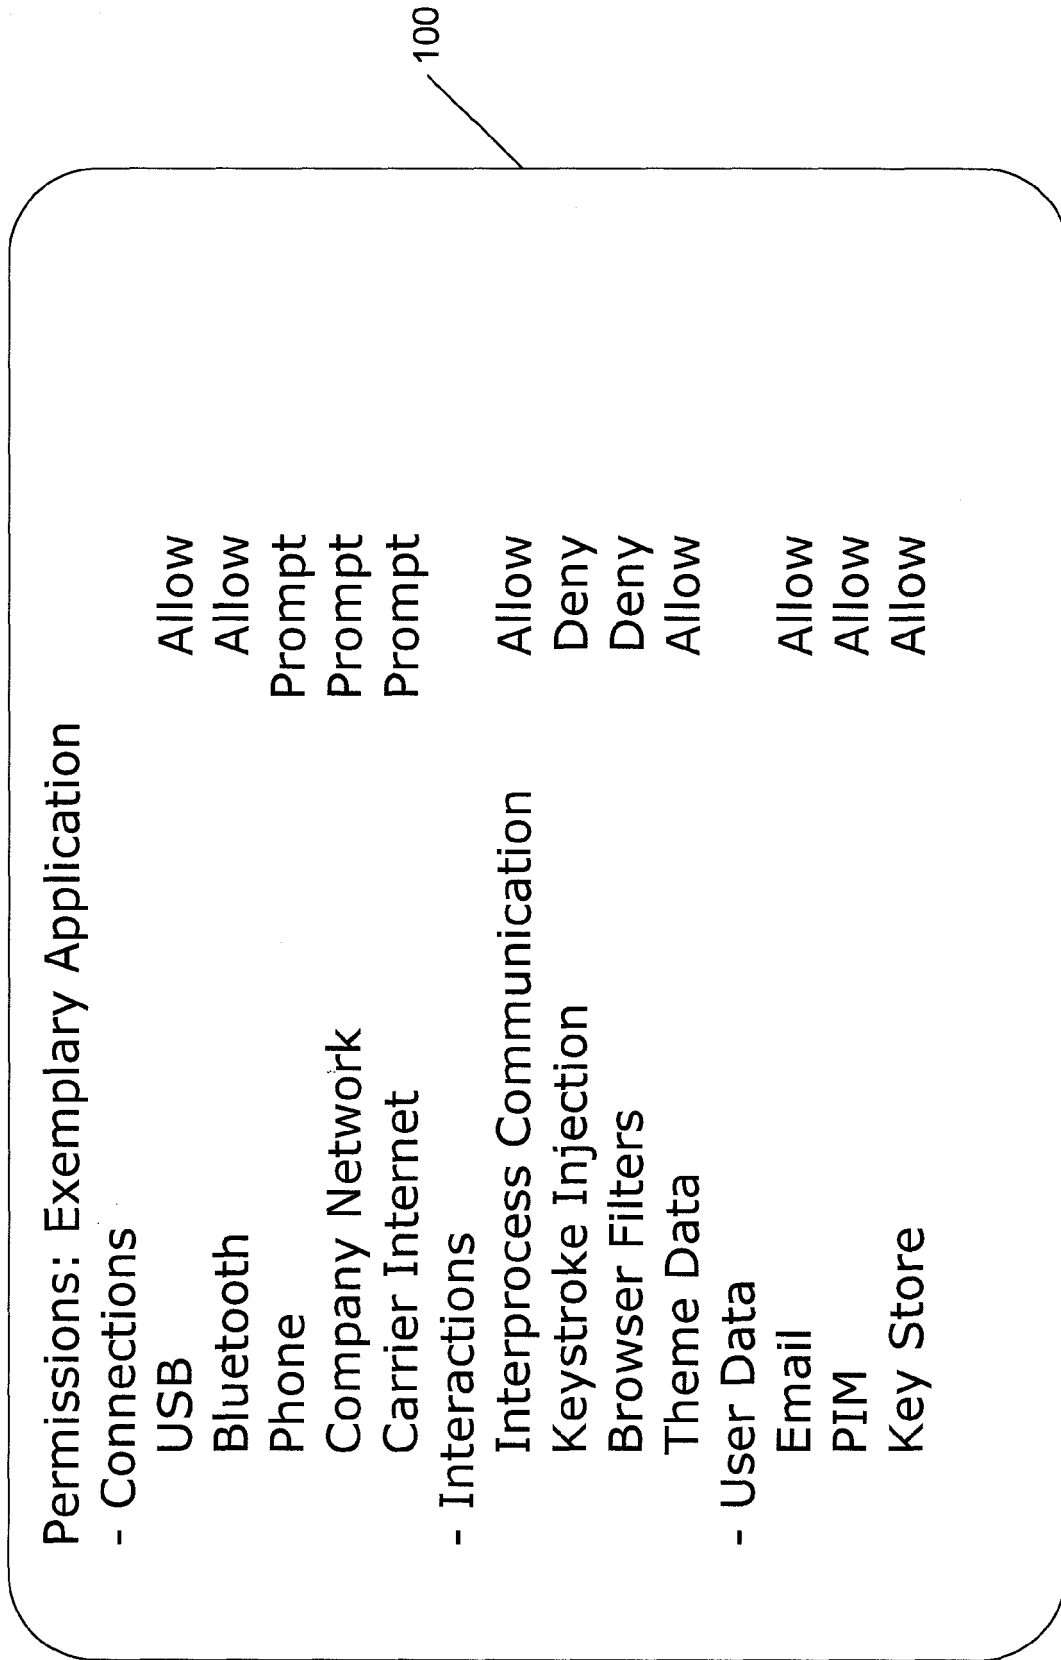 Permissions: Exemplary Application
- Connections
USB Allow
Bluetooth Allow
Phone Prompt
Company Network Prompt
Carrier Internet Prompt
- Interactions
Interprocess Communication Allow
Keystroke Injection Deny
Browser Filters Deny
Theme Data Allow
- User Data
Email Allow
PIM Allow
Key Store Allow
100